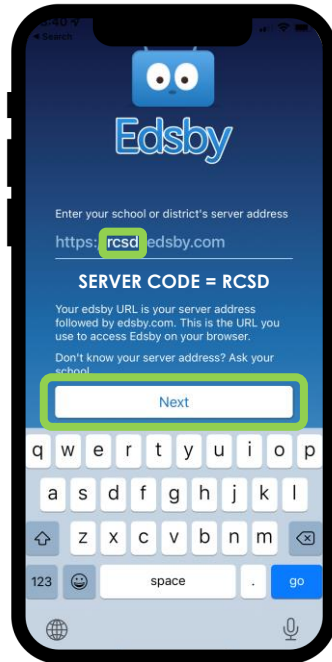 Search
Edsby
Enter your school or district's server address
https:/ rcsd edsby.com
SERVER CODE = RCSD
Your edsby URL is your server address
followed by edsby.com. This is the URL you
use to access Edsby on your browser.
Don't know your server address? Ask your
school
Next
q w e r t y u i o p
a s d f g h j k l
z x c v b n m
123 space . go